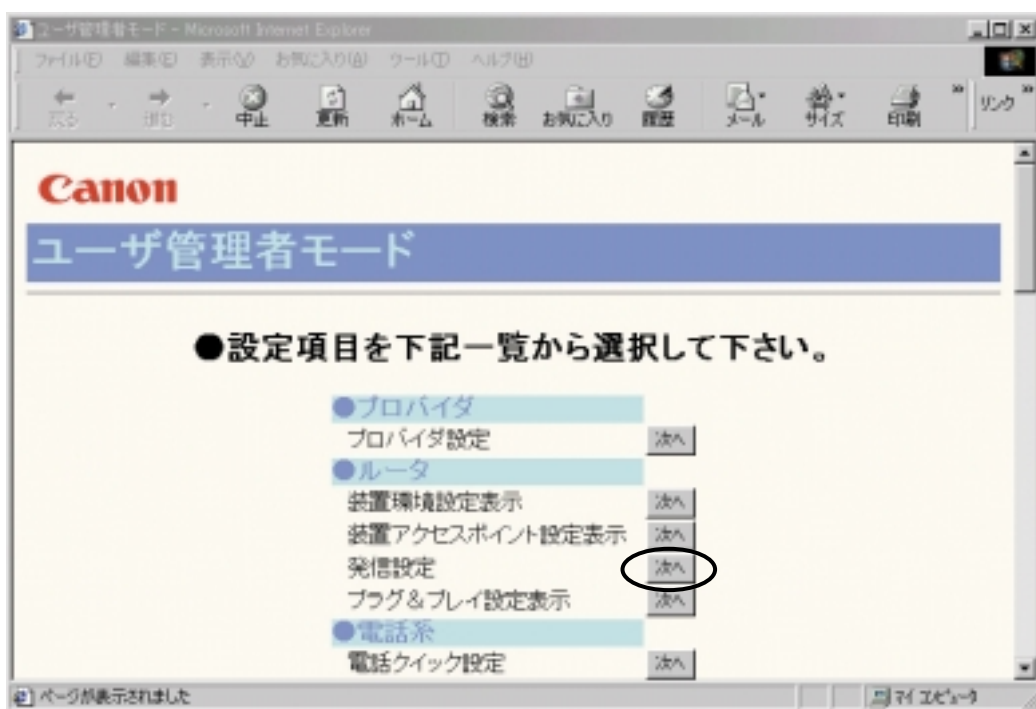 ユーザ管理者モード - Microsoft Internet Explorer
ファイル(F) 編集(E) 表示(V) お気に入り(A) ツール(T) ヘルプ(H)
戻る 進む 中止 更新 ホーム 検索 お気に入り 履歴 メール サイズ 印刷 » リンク »
Canon
ユーザ管理者モード
●設定項目を下記一覧から選択して下さい。
●プロバイダ
プロバイダ設定 次へ
●ルータ
装置環境設定表示 次へ
装置アクセスポイント設定表示 次へ
発信設定 次へ
プラグ&プレイ設定表示 次へ
●電話系
電話クイック設定 次へ
ページが表示されました マイ コンピュータ